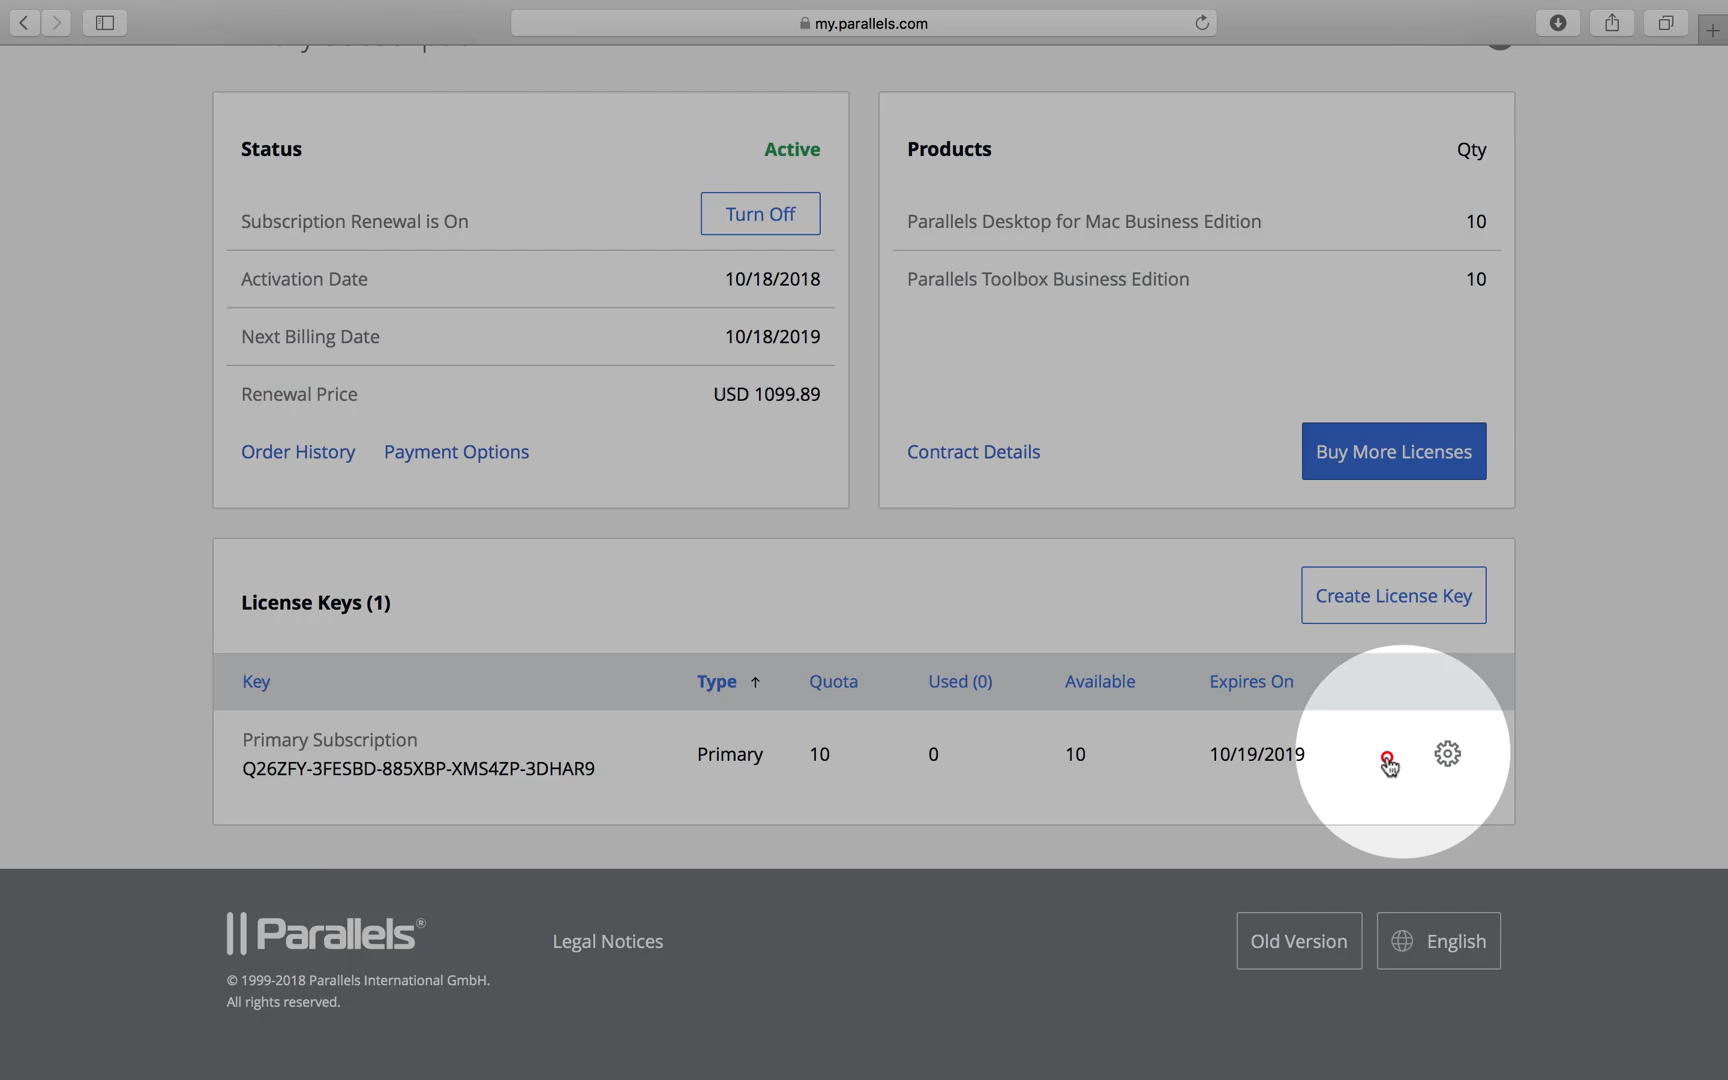 my.parallels.com
Status
Active
Subscription Renewal is On
Turn Off
Activation Date
10/18/2018
Next Billing Date
10/18/2019
Renewal Price
USD 1099.89
Order History
Payment Options
Products
Qty
Parallels Desktop for Mac Business Edition
10
Parallels Toolbox Business Edition
10
Contract Details
Buy More Licenses
License Keys (1)
Create License Key
Key
Type ↑
Quota
Used (0)
Available
Expires On
Primary Subscription
Q26ZFY-3FESBD-885XBP-XMS4ZP-3DHAR9
Primary
10
0
10
10/19/2019
Parallels®
© 1999-2018 Parallels International GmbH.
All rights reserved.
Legal Notices
Old Version
English